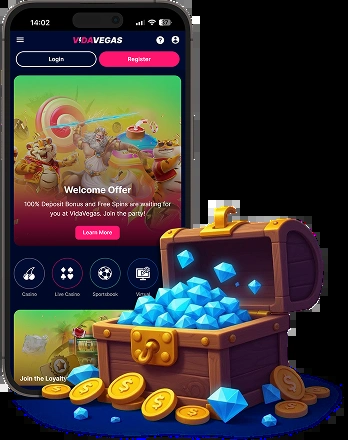 14:02
VIDAVEGAS
Login
Register
Welcome Offer
100% Deposit Bonus and Free Spins are waiting for
you at VidaVegas. Join the party!
Learn More
Casino
Live Casino
Sportsbook
Virtual
Join the Loyalty